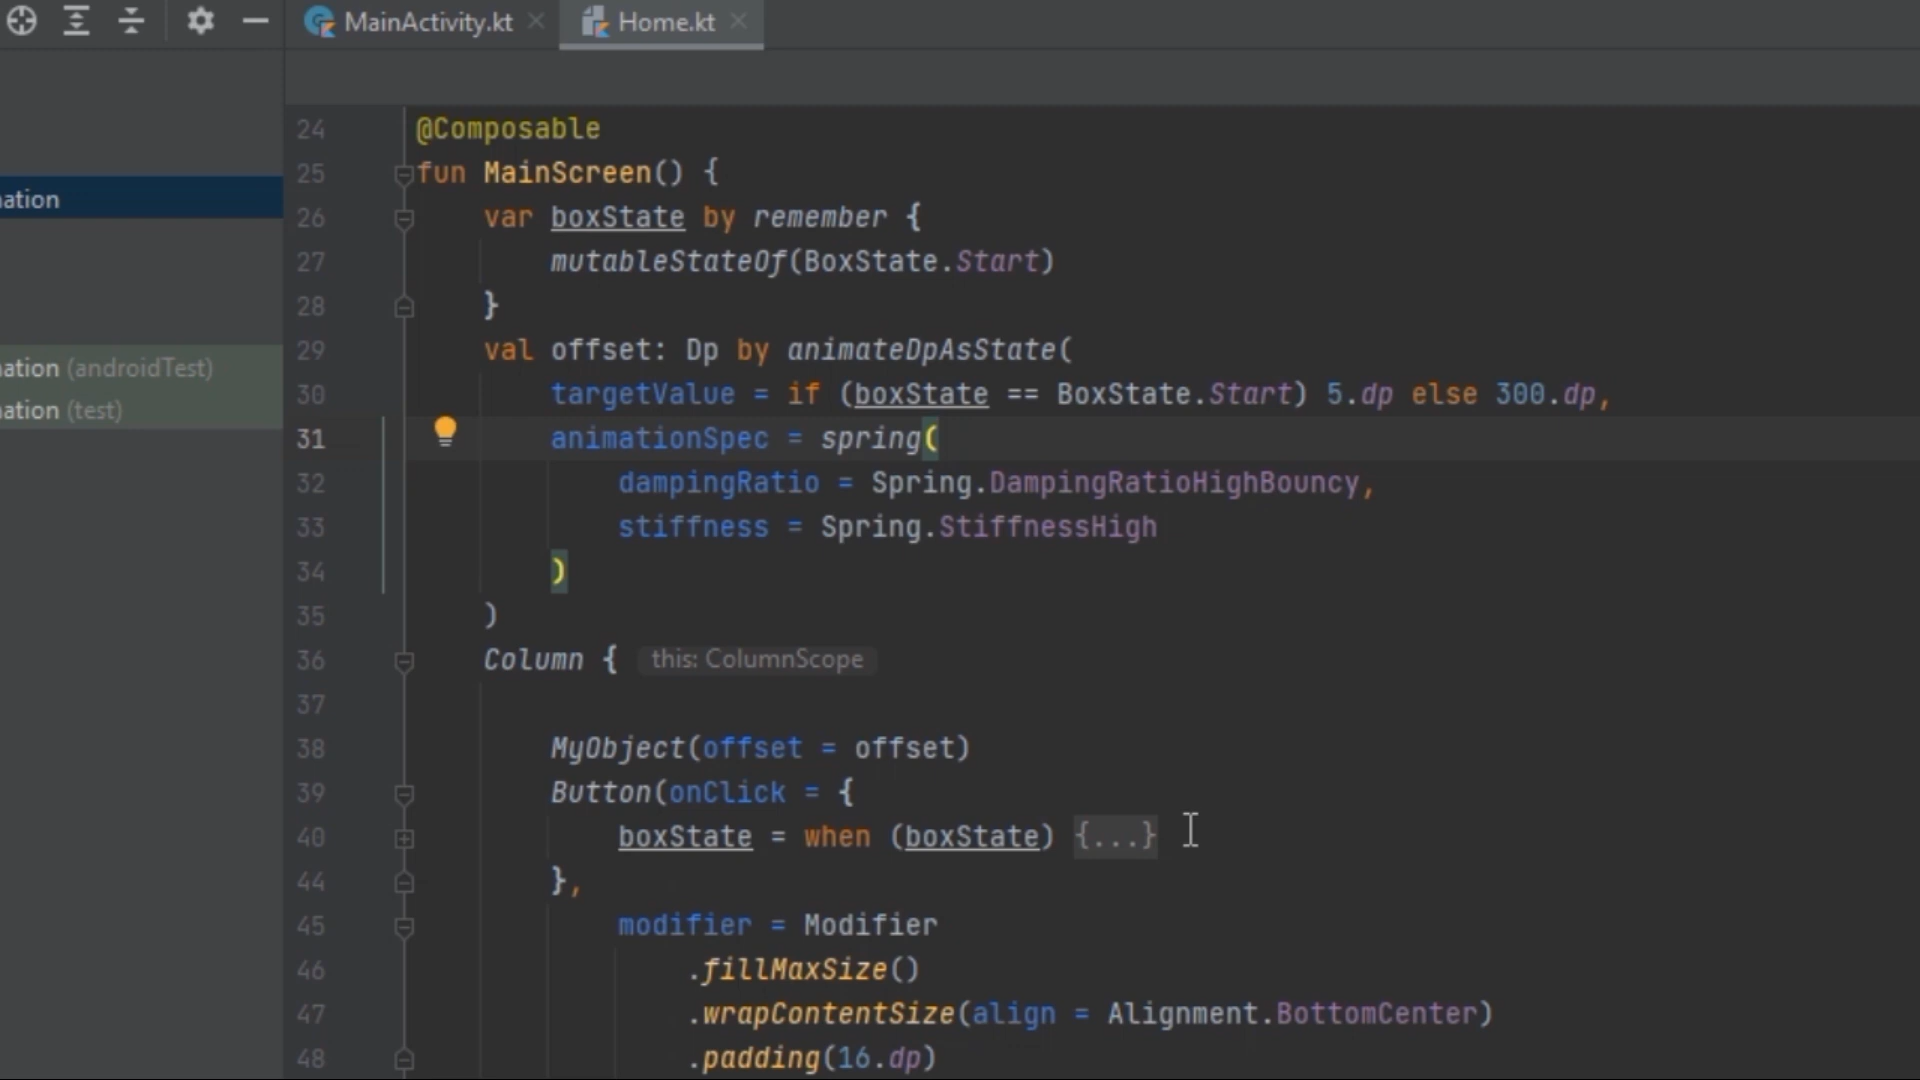 MainActivity.kt
Home.kt
ation
ation (androidTest)
ation (test)
24 @Composable
25 fun MainScreen() {
26 var boxState by remember {
27 mutableStateOf(BoxState.Start)
28 }
29 val offset: Dp by animateDpAsState(
30 targetValue = if (boxState == BoxState.Start) 5.dp else 300.dp,
31 animationSpec = spring(
32 dampingRatio = Spring.DampingRatioHighBouncy,
33 stiffness = Spring.StiffnessHigh
34 )
35 )
36 Column { this: ColumnScope
37
38 MyObject(offset = offset)
39 Button(onClick = {
40 boxState = when (boxState) {...}
44 },
45 modifier = Modifier
46 .fillMaxSize()
47 .wrapContentSize(align = Alignment.BottomCenter)
48 .padding(16.dp)